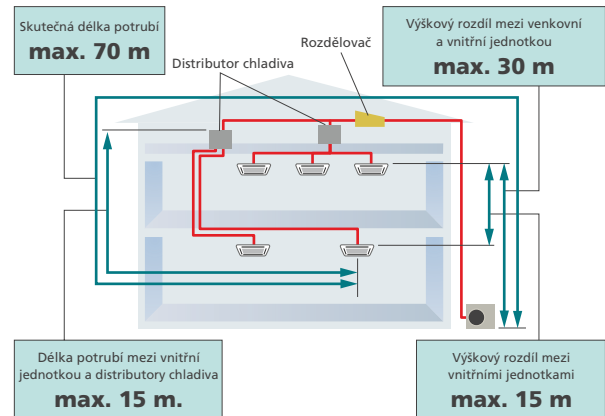 Skutečná délka potrubí
max. 70 m
Distributor chladiva
Rozdělovač
Výškový rozdíl mezi venkovní
a vnitřní jednotkou
max. 30 m
Délka potrubí mezi vnitřní
jednotkou a distributory chladiva
max. 15 m.
Výškový rozdíl mezi
vnitřními jednotkami
max. 15 m